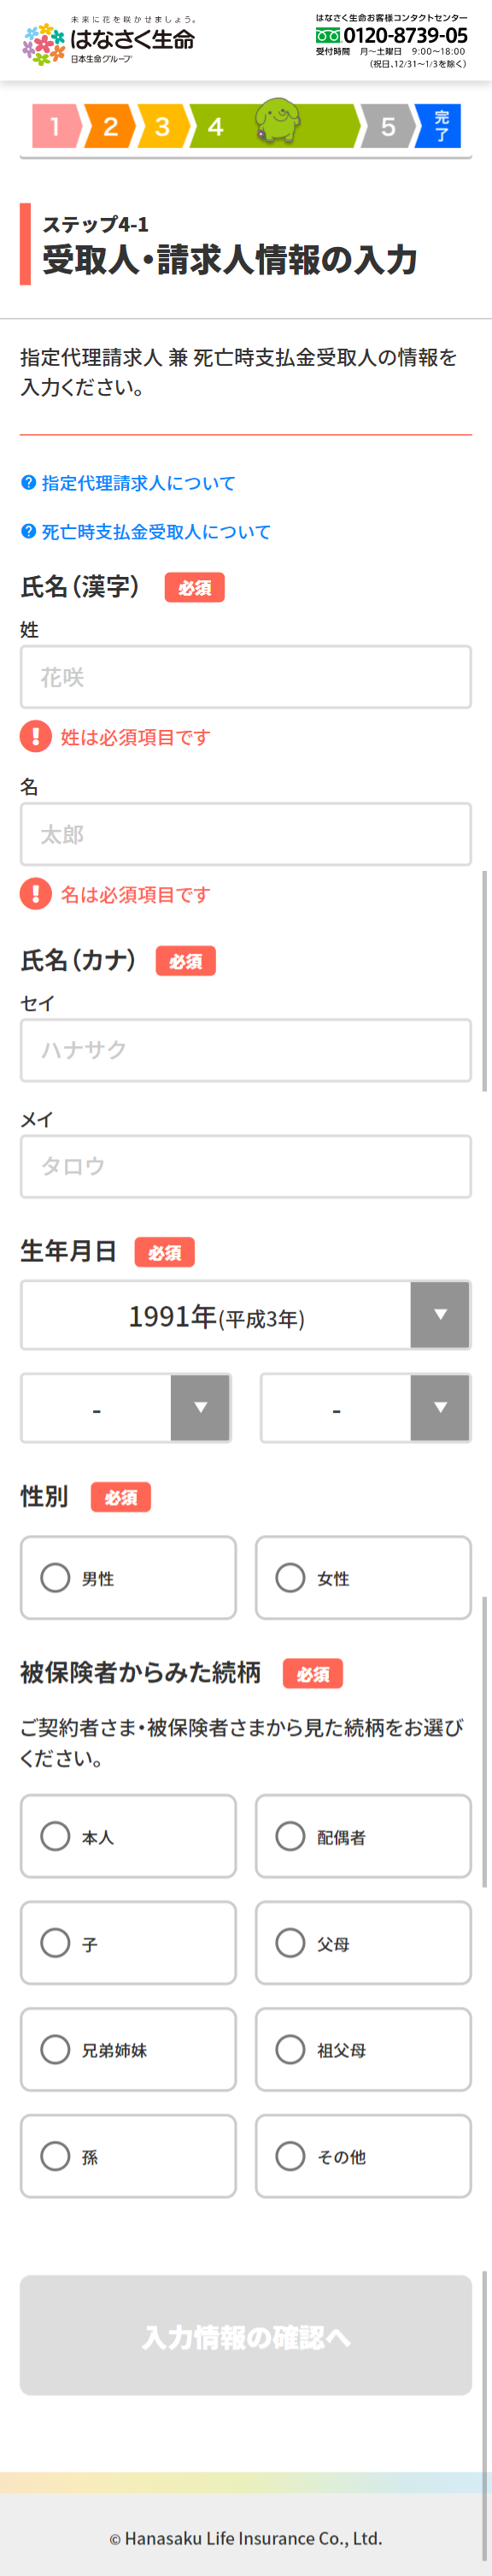 未来に花を咲かせましょう。
はなさく生命
日本生命グループ
はなさく生命お客様コンタクトセンター
0120-8739-05
受付時間 月～土曜日 9:00～18:00
（祝日、12/31～1/3を除く）
1 2 3 4 5 完了
ステップ4-1
受取人・請求人情報の入力
指定代理請求人 兼 死亡時支払金受取人の情報を
入力ください。
? 指定代理請求人について
? 死亡時支払金受取人について
氏名（漢字） 必須
姓
花咲
! 姓は必須項目です
名
太郎
! 名は必須項目です
氏名（カナ） 必須
セイ
ハナサク
メイ
タロウ
生年月日 必須
1991年(平成3年) ▼
- ▼ - ▼
性別 必須
男性 女性
被保険者からみた続柄 必須
ご契約者さま・被保険者さまから見た続柄をお選び
ください。
本人 配偶者
子 父母
兄弟姉妹 祖父母
孫 その他
入力情報の確認へ
© Hanasaku Life Insurance Co., Ltd.